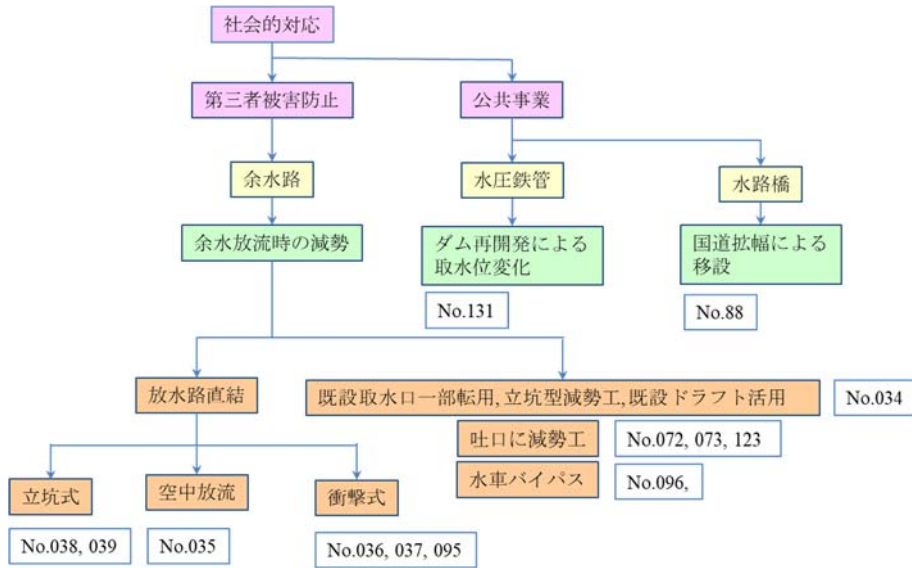 社会的対応
第三者被害防止
公共事業
余水路
水圧鉄管
水路橋
余水放流時の減勢
ダム再開発による
取水位変化
国道拡幅による
移設
No.131
No.88
放水路直結
既設取水口一部転用,立坑型減勢工,既設ドラフト活用
No.034
吐口に減勢工
No.072, 073, 123
水車バイパス
No.096,
立坑式
空中放流
衝撃式
No.038, 039
No.035
No.036, 037, 095